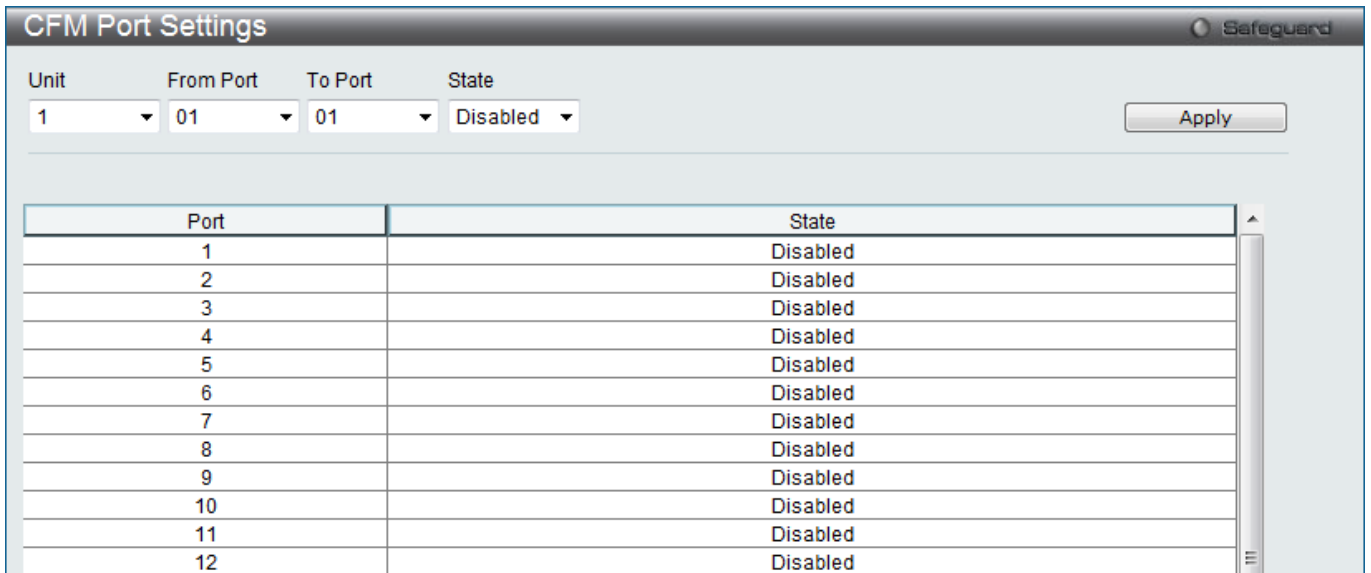 CFM Port Settings
Safeguard
Unit From Port To Port State
1 01 01 Disabled Apply
Port State
1 Disabled
2 Disabled
3 Disabled
4 Disabled
5 Disabled
6 Disabled
7 Disabled
8 Disabled
9 Disabled
10 Disabled
11 Disabled
12 Disabled